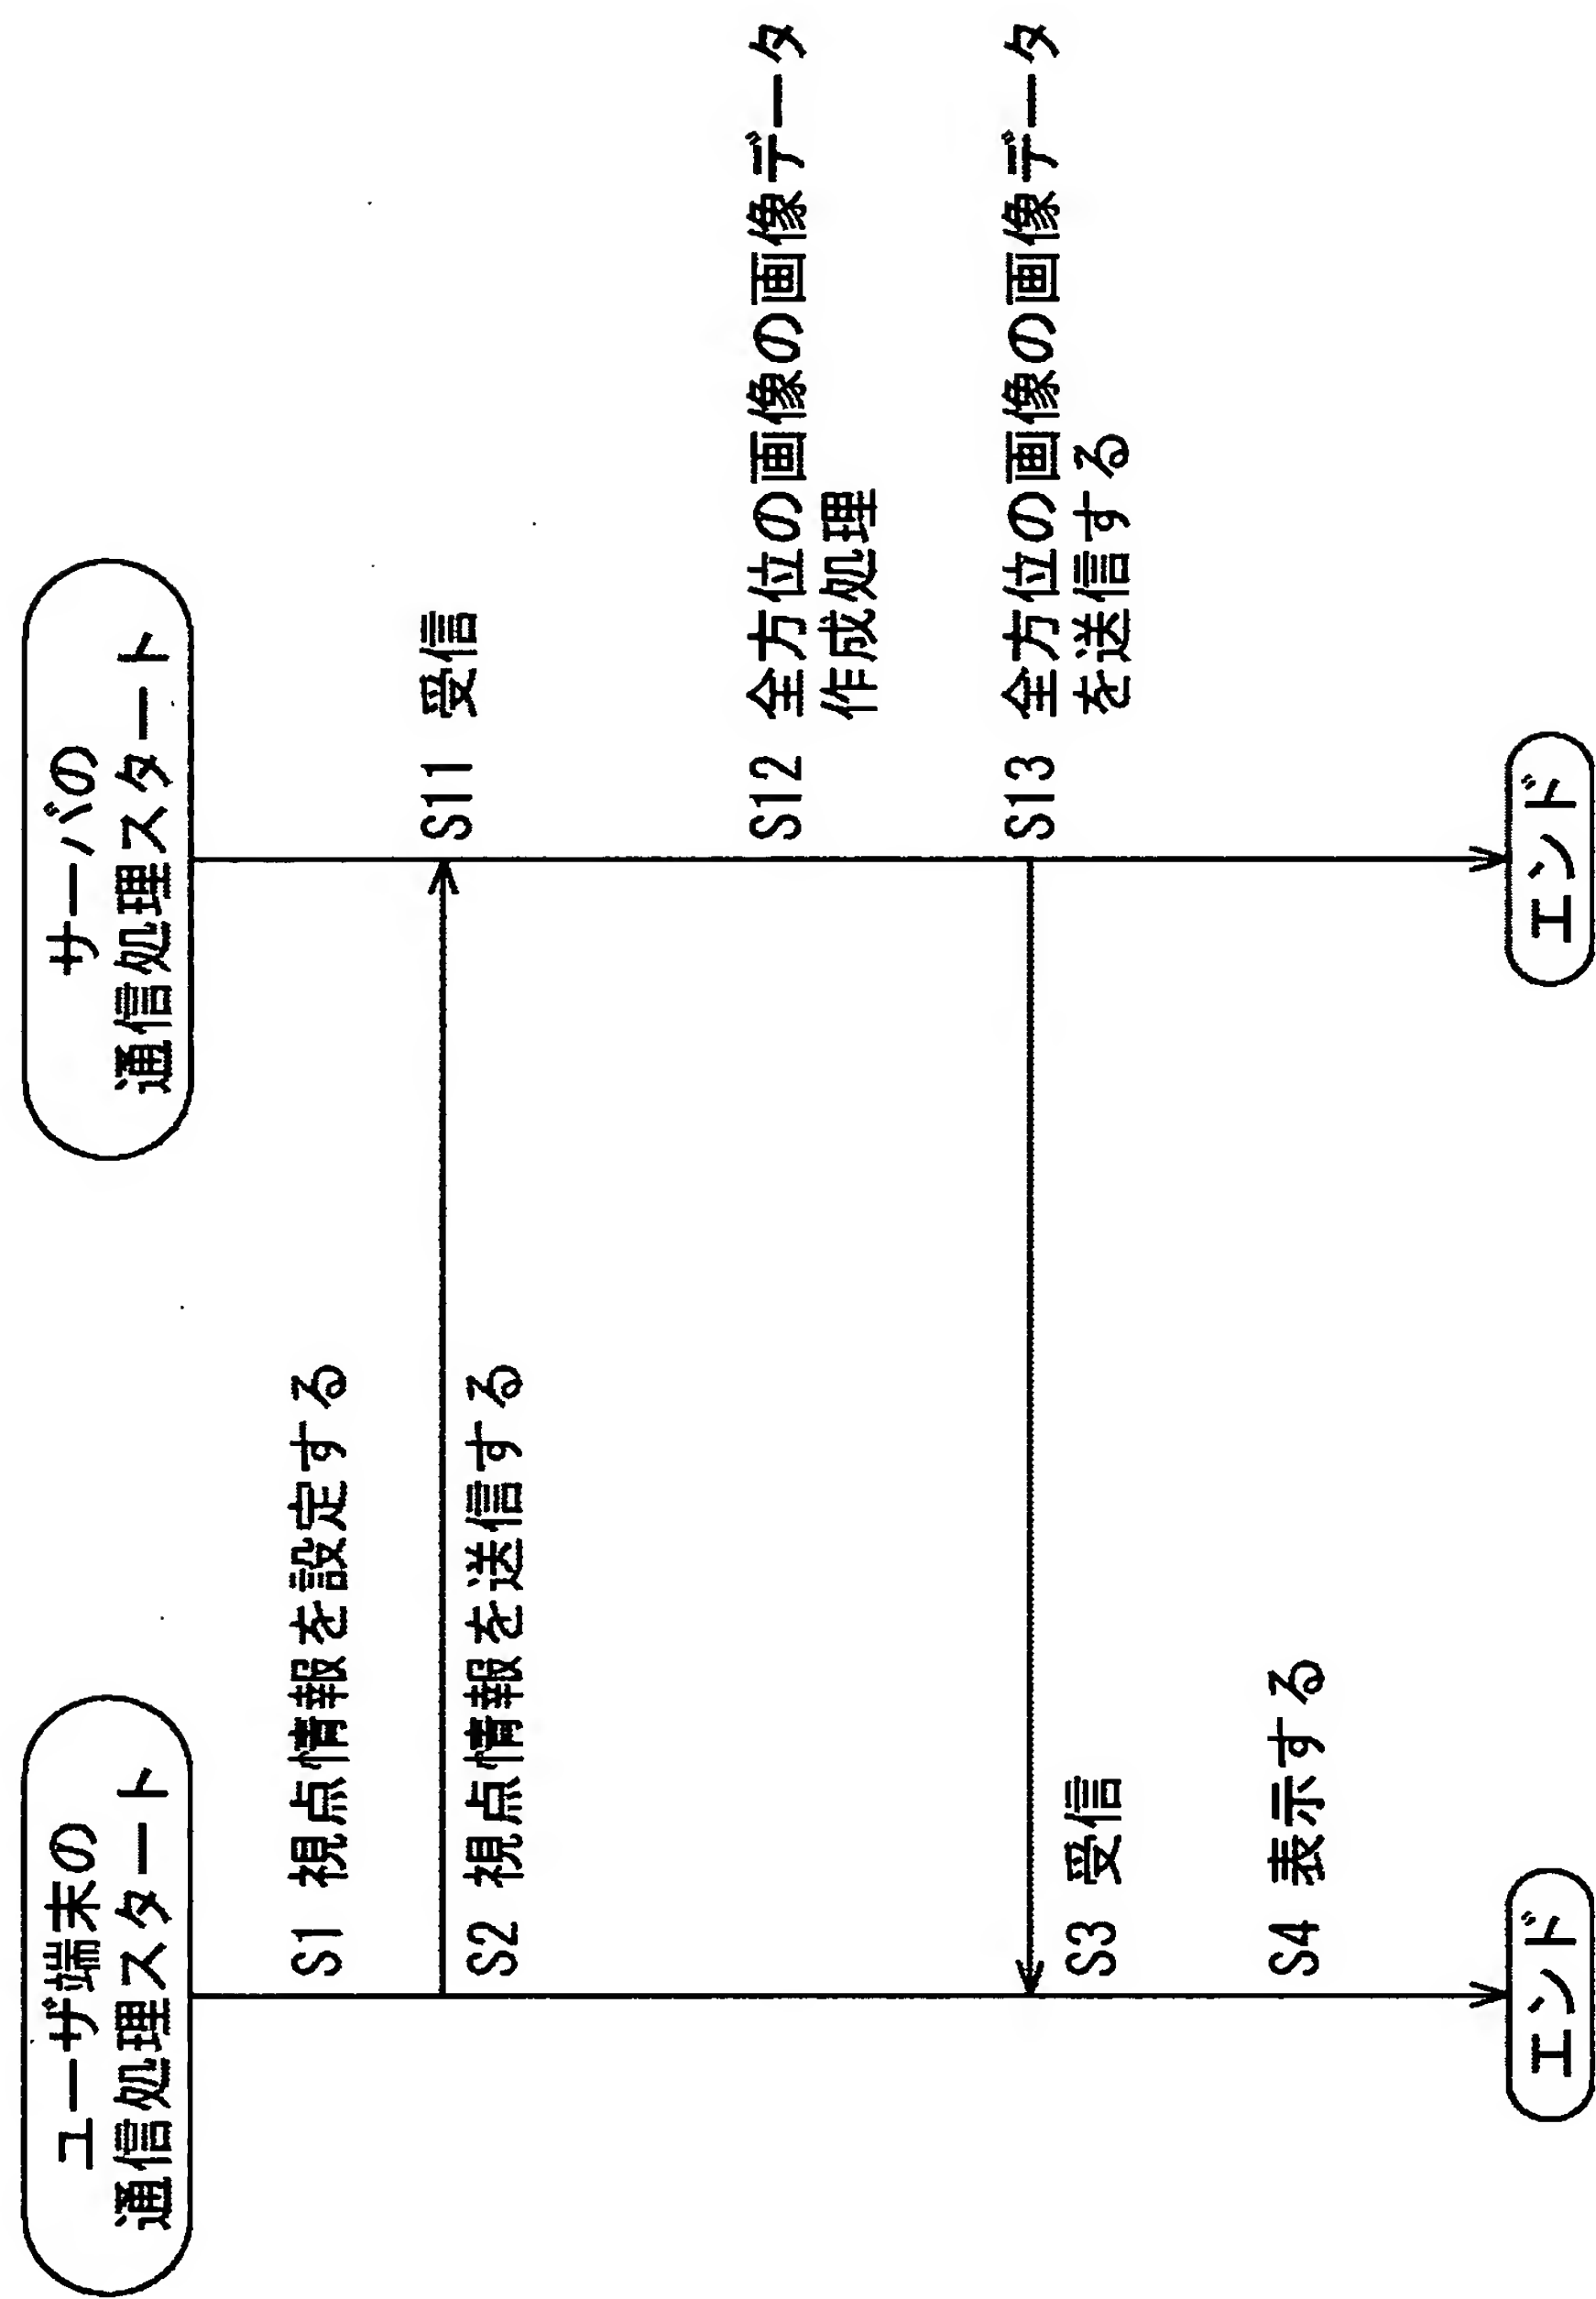 ユーザ端末の
通信処理スタート
サーバの
通信処理スタート
S1 視点情報を設定する
S2 視点情報を送信する
S11 受信
S12 全方位の画像の画像データ
作成処理
S13 全方位の画像の画像データ
を送信する
S3 受信
S4 表示する
エンド
エンド